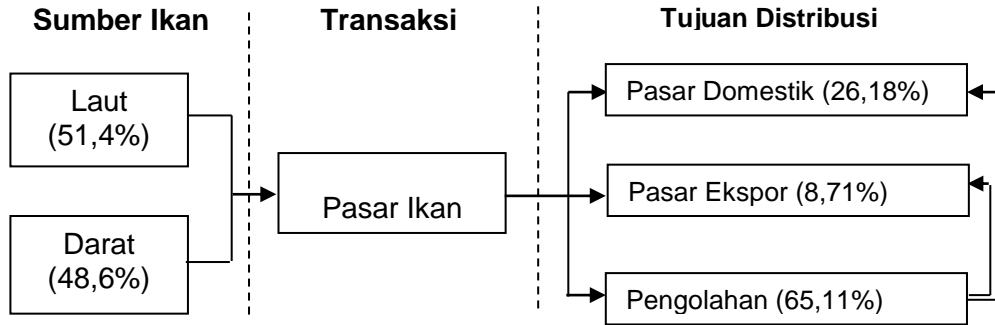 Sumber Ikan
Transaksi
Tujuan Distribusi
Laut
(51,4%)
Darat
(48,6%)
Pasar Ikan
Pasar Domestik (26,18%)
Pasar Ekspor (8,71%)
Pengolahan (65,11%)